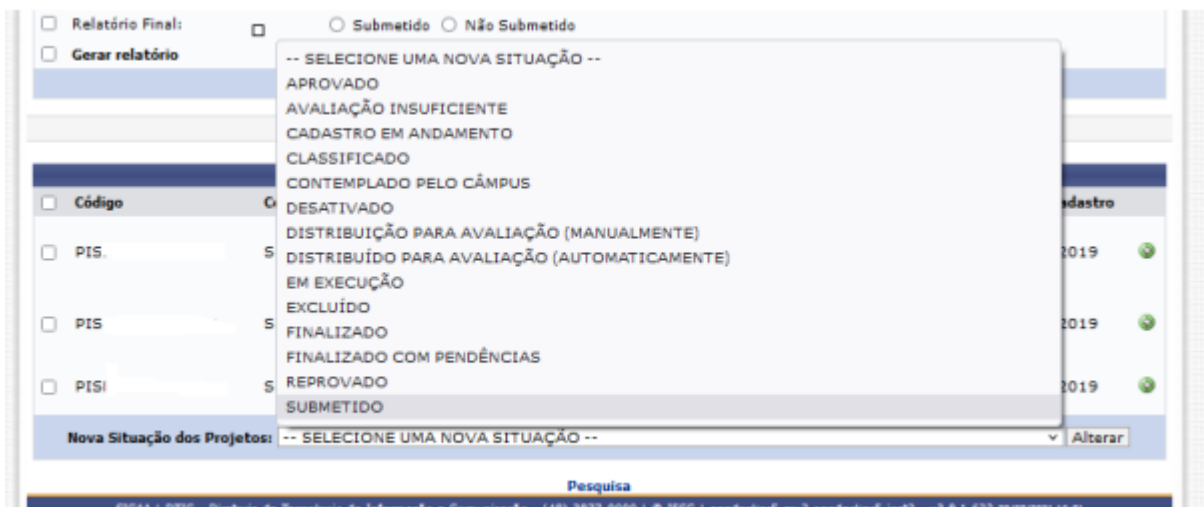 Relatório Final: Submetido Não Submetido
Gerar relatório
-- SELECIONE UMA NOVA SITUAÇÃO --
APROVADO
AVALIAÇÃO INSUFICIENTE
CADASTRO EM ANDAMENTO
CLASSIFICADO
CONTEMPLADO PELO CÂMPUS
DESATIVADO
DISTRIBUIÇÃO PARA AVALIAÇÃO (MANUALMENTE)
DISTRIBUÍDO PARA AVALIAÇÃO (AUTOMATICAMENTE)
EM EXECUÇÃO
EXCLUÍDO
FINALIZADO
FINALIZADO COM PENDÊNCIAS
REPROVADO
SUBMETIDO
Código
PIS. 2019
PIS 2019
PIS 2019
Nova Situação dos Projetos: -- SELECIONE UMA NOVA SITUAÇÃO -- Alterar
Pesquisa